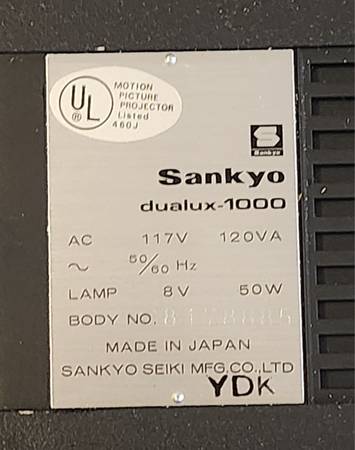 UL
®
MOTION
PICTURE
PROJECTOR
Listed
460J
S
Sankyo
Sankyo
dualux-1000
AC 117V 120VA
~ 50/60 Hz
LAMP 8V 50W
BODY NO.
MADE IN JAPAN
SANKYO SEIKI MFG.CO.,LTD
YDK